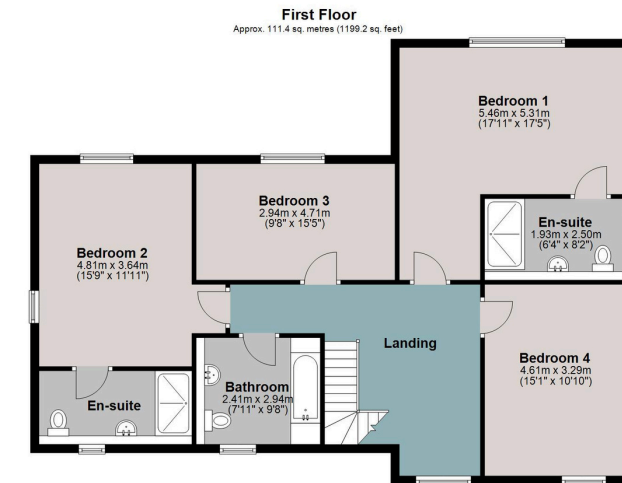 First Floor
Approx. 111.4 sq. metres (1199.2 sq. feet)
Bedroom 1
5.46m x 5.31m
(17'11" x 17'5")
Bedroom 3
2.94m x 4.71m
(9'8" x 15'5")
En-suite
1.93m x 2.50m
(6'4" x 8'2")
Bedroom 2
4.81m x 3.64m
(15'9" x 11'11")
Landing
Bedroom 4
4.61m x 3.29m
(15'1" x 10'10")
Bathroom
2.41m x 2.94m
(7'11" x 9'8")
En-suite